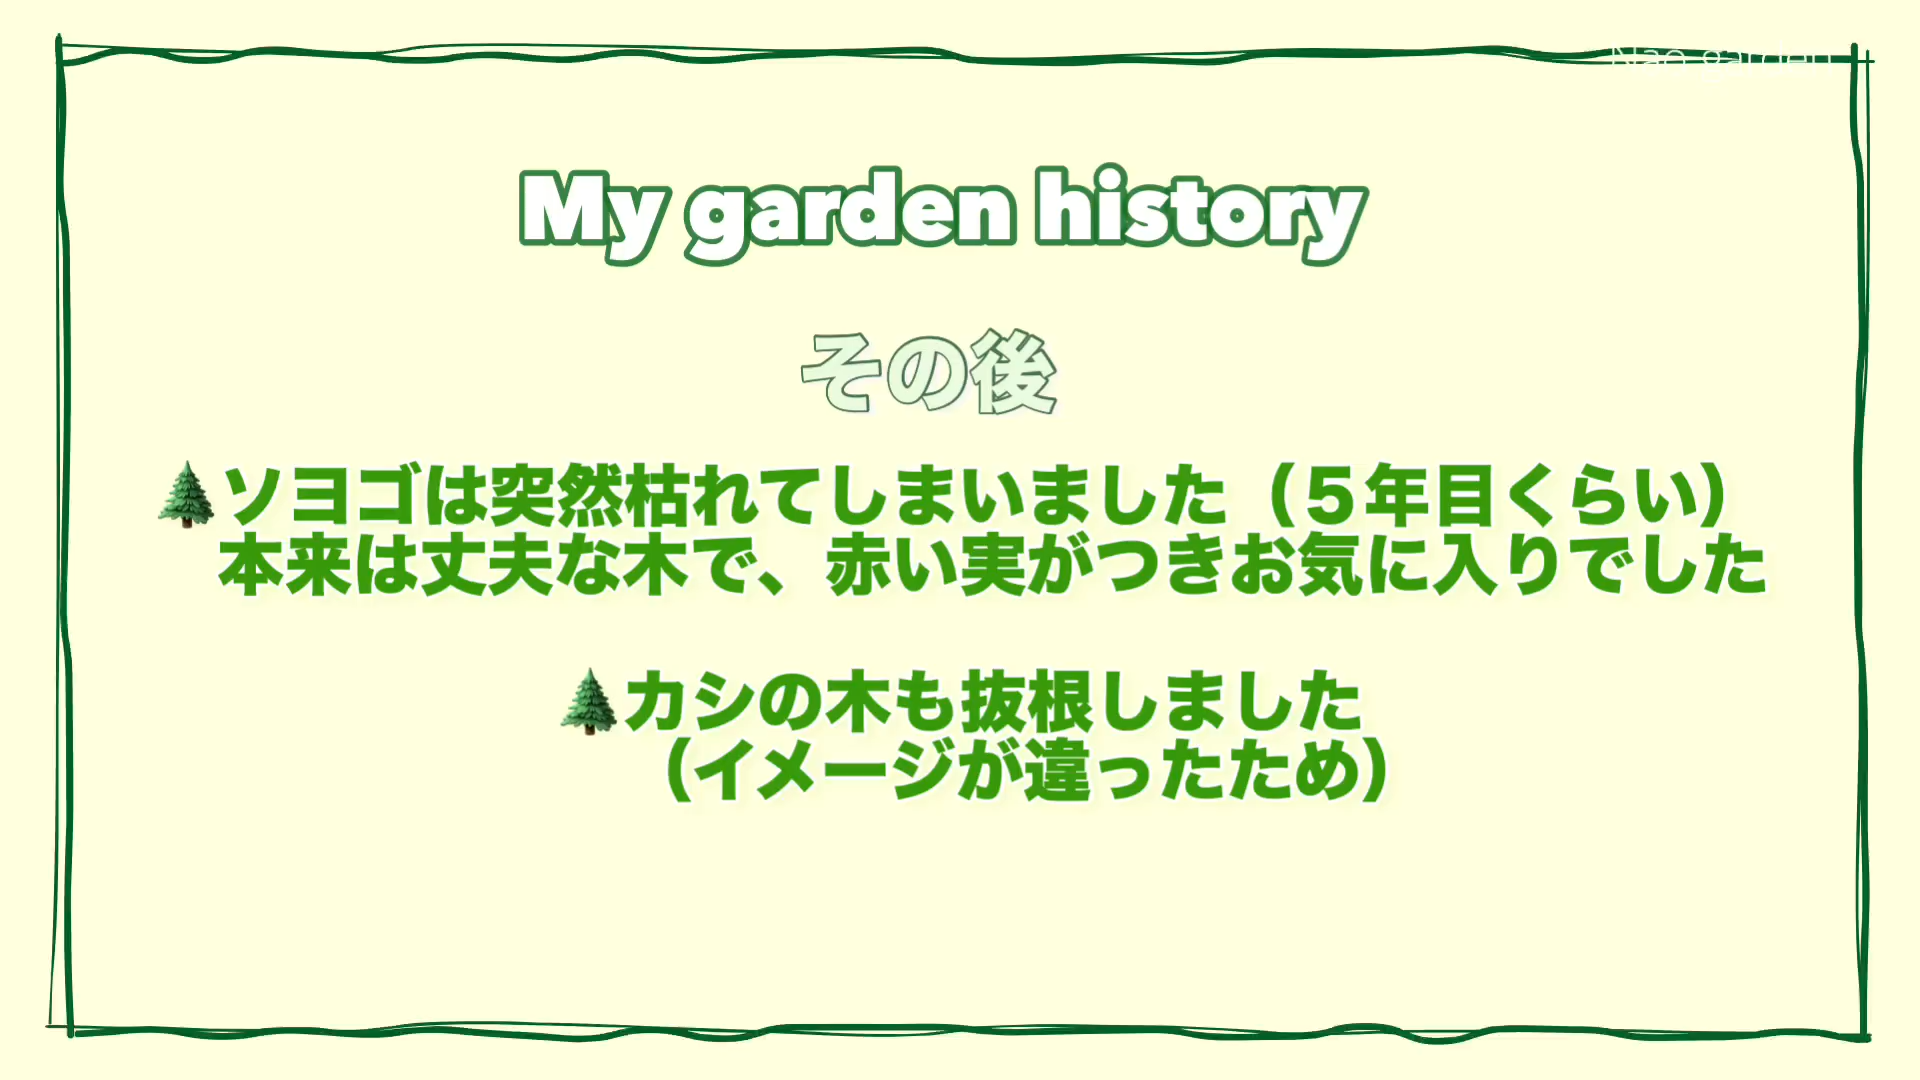 Nao garden
My garden history
その後
🌲ソヨゴは突然枯れてしまいました（５年目くらい）
本来は丈夫な木で、赤い実がつきお気に入りでした
🌲カシの木も抜根しました
（イメージが違ったため）